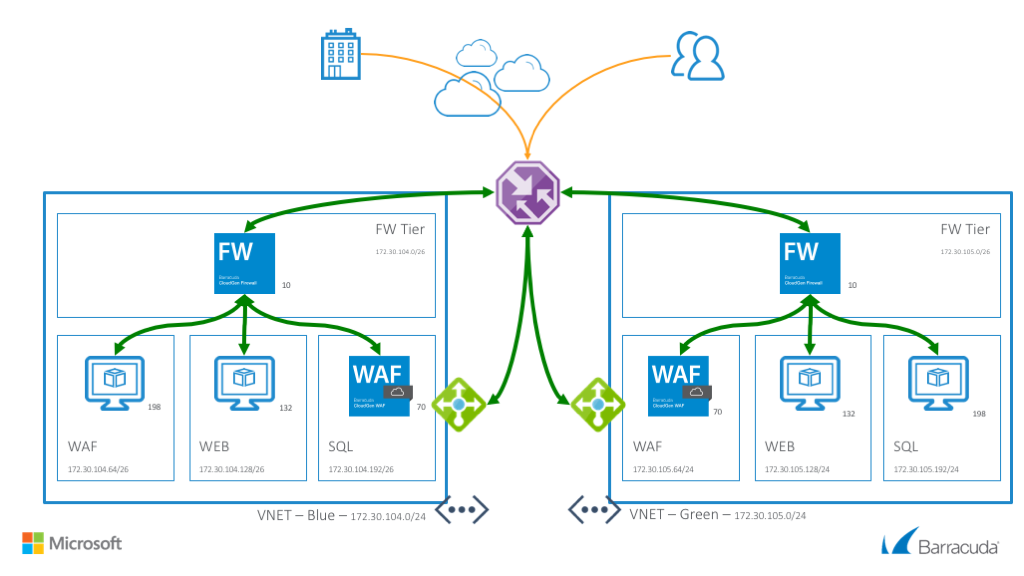 FW Tier
172.30.104.0/26
FW
Barracuda
CloudGen Firewall
10
FW Tier
172.30.105.0/26
FW
Barracuda
CloudGen Firewall
10
198
WAF
172.30.104.64/26
132
WEB
172.30.104.128/26
WAF
Barracuda
CloudGen WAF
70
SQL
172.30.104.192/26
WAF
Barracuda
CloudGen WAF
70
WAF
172.30.105.64/24
132
WEB
172.30.105.128/24
198
SQL
172.30.105.192/24
VNET – Blue – 172.30.104.0/24
VNET – Green – 172.30.105.0/24
Microsoft
Barracuda